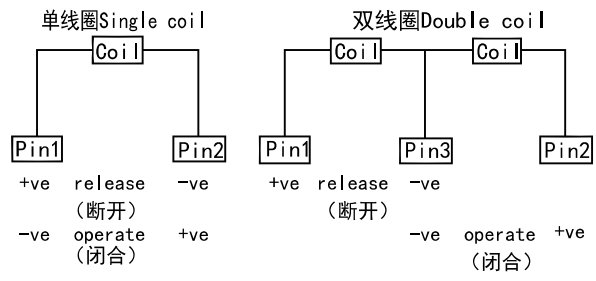 单线圈Single coil
Coil
Pin1 Pin2
+ve release -ve
(断开)
-ve operate +ve
(闭合)
双线圈Double coil
Coil Coil
Pin1 Pin3 Pin2
+ve release -ve
(断开)
-ve operate +ve
(闭合)